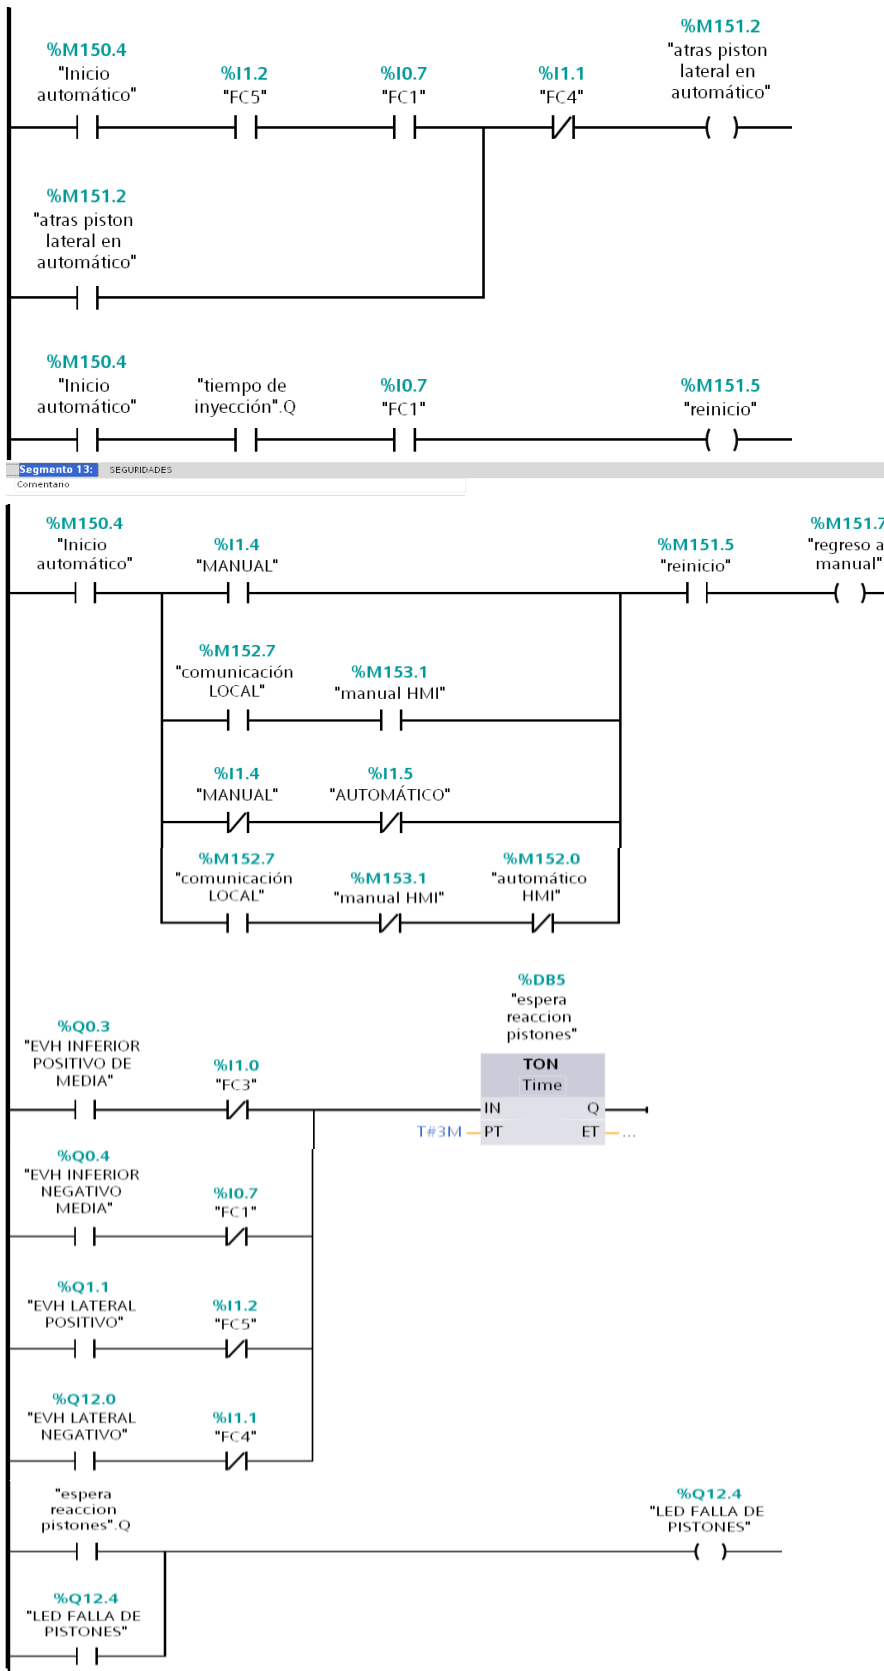 %M151.2
"atras piston
lateral en
automático"
%M150.4
"Inicio
automático"
%I1.2
"FC5"
%I0.7
"FC1"
%I1.1
"FC4"
%M151.2
"atras piston
lateral en
automático"
%M150.4
"Inicio
automático"
"tiempo de
inyección".Q
%I0.7
"FC1"
%M151.5
"reinicio"
Segmento 13: SEGURIDADES
Comentario
%M150.4
"Inicio
automático"
%I1.4
"MANUAL"
%M151.5
"reinicio"
%M151.7
"regreso a
manual"
%M152.7
"comunicación
LOCAL"
%M153.1
"manual HMI"
%I1.4
"MANUAL"
%I1.5
"AUTOMÁTICO"
%M152.7
"comunicación
LOCAL"
%M153.1
"manual HMI"
%M152.0
"automático
HMI"
%DB5
"espera
reaccion
pistones"
TON
Time
IN Q
T#3M PT ET ...
%Q0.3
"EVH INFERIOR
POSITIVO DE
MEDIA"
%I1.0
"FC3"
%Q0.4
"EVH INFERIOR
NEGATIVO
MEDIA"
%I0.7
"FC1"
%Q1.1
"EVH LATERAL
POSITIVO"
%I1.2
"FC5"
%Q12.0
"EVH LATERAL
NEGATIVO"
%I1.1
"FC4"
"espera
reaccion
pistones".Q
%Q12.4
"LED FALLA DE
PISTONES"
%Q12.4
"LED FALLA DE
PISTONES"